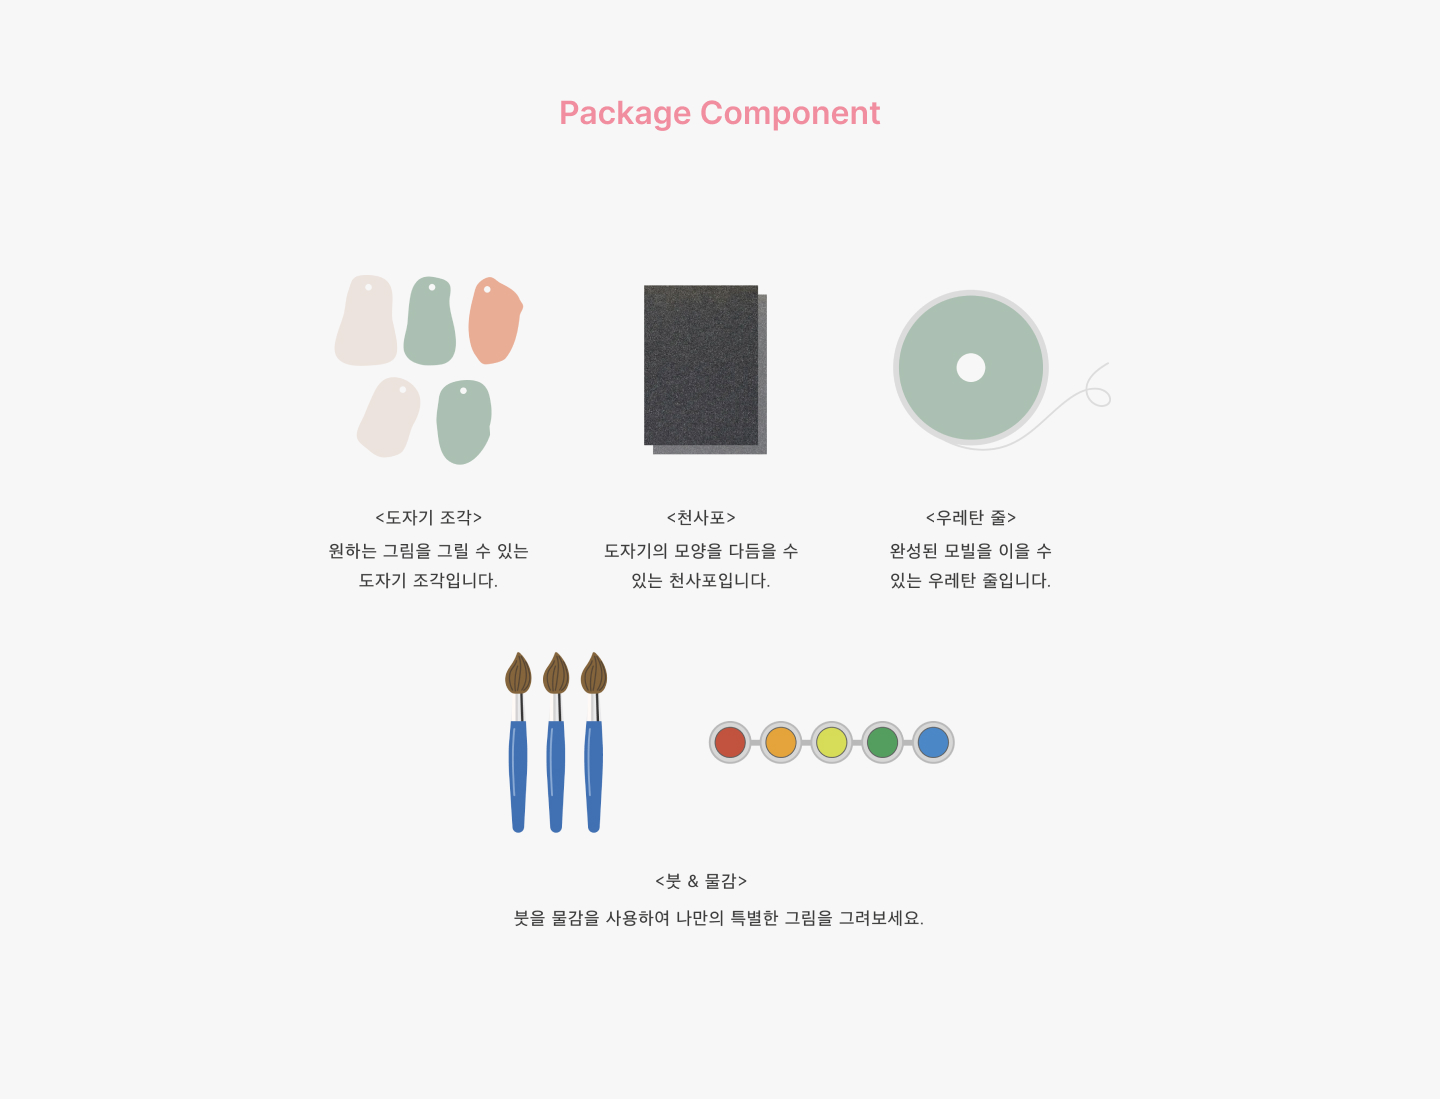 Package Component
<도자기 조각>
원하는 그림을 그릴 수 있는
도자기 조각입니다.
<천사포>
도자기의 모양을 다듬을 수
있는 천사포입니다.
<우레탄 줄>
완성된 모빌을 이을 수
있는 우레탄 줄입니다.
<붓 & 물감>
붓을 물감을 사용하여 나만의 특별한 그림을 그려보세요.